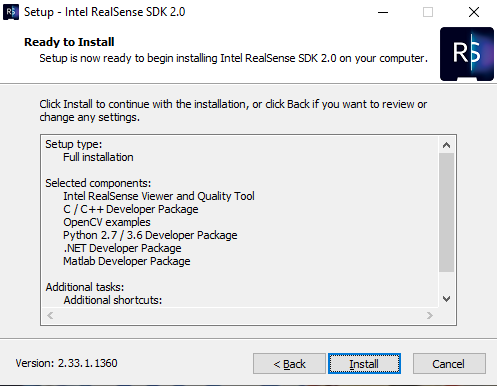 Setup - Intel RealSense SDK 2.0
Ready to Install
Setup is now ready to begin installing Intel RealSense SDK 2.0 on your computer.
RS
Click Install to continue with the installation, or click Back if you want to review or
change any settings.
Setup type:
Full installation
Selected components:
Intel RealSense Viewer and Quality Tool
C / C++ Developer Package
OpenCV examples
Python 2.7 / 3.6 Developer Package
.NET Developer Package
Matlab Developer Package
Additional tasks:
Additional shortcuts:
Version: 2.33.1.1360
< Back
Install
Cancel